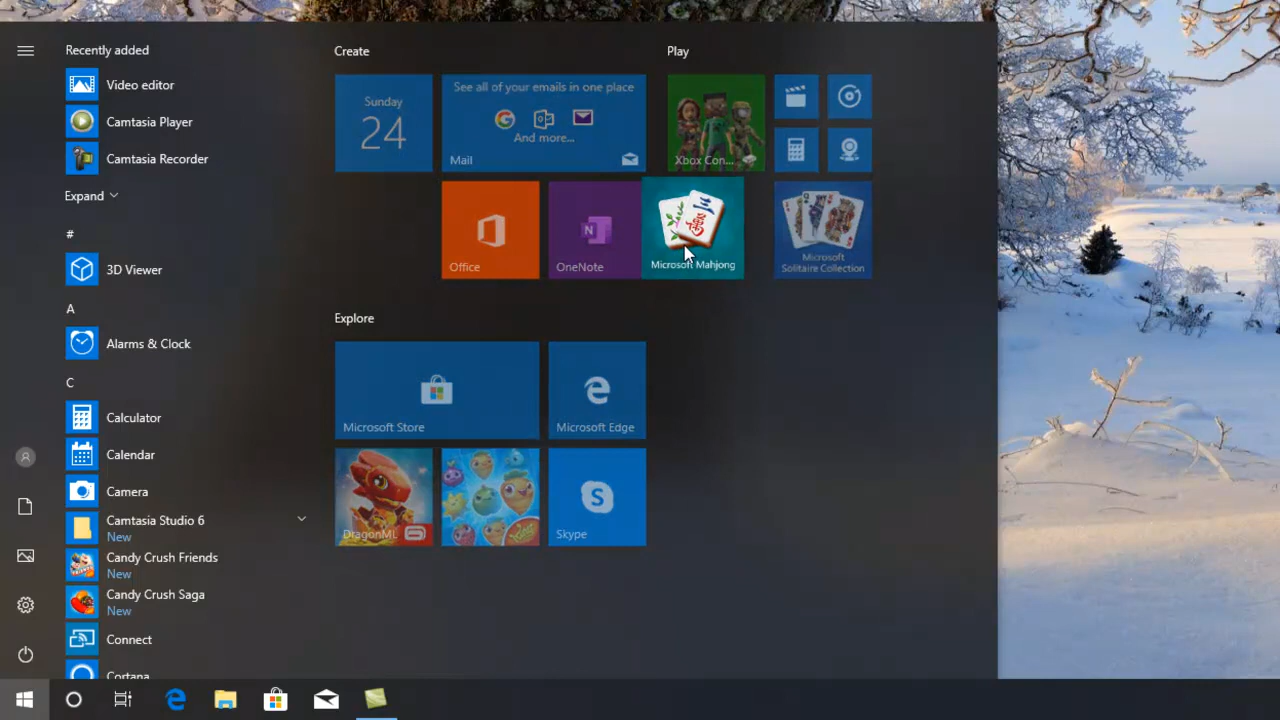 Recently added
Video editor
Camtasia Player
Camtasia Recorder
Expand
#
3D Viewer
A
Alarms & Clock
C
Calculator
Calendar
Camera
Camtasia Studio 6
New
Candy Crush Friends
New
Candy Crush Saga
New
Connect
Cortana
Create
Sunday
24
See all of your emails in one place
And more...
Mail
Office
N
OneNote
Play
Xbox Con...
三
萬
Microsoft Mahjong
Microsoft
Solitaire Collection
Explore
Microsoft Store
Microsoft Edge
DragonML
S
Skype